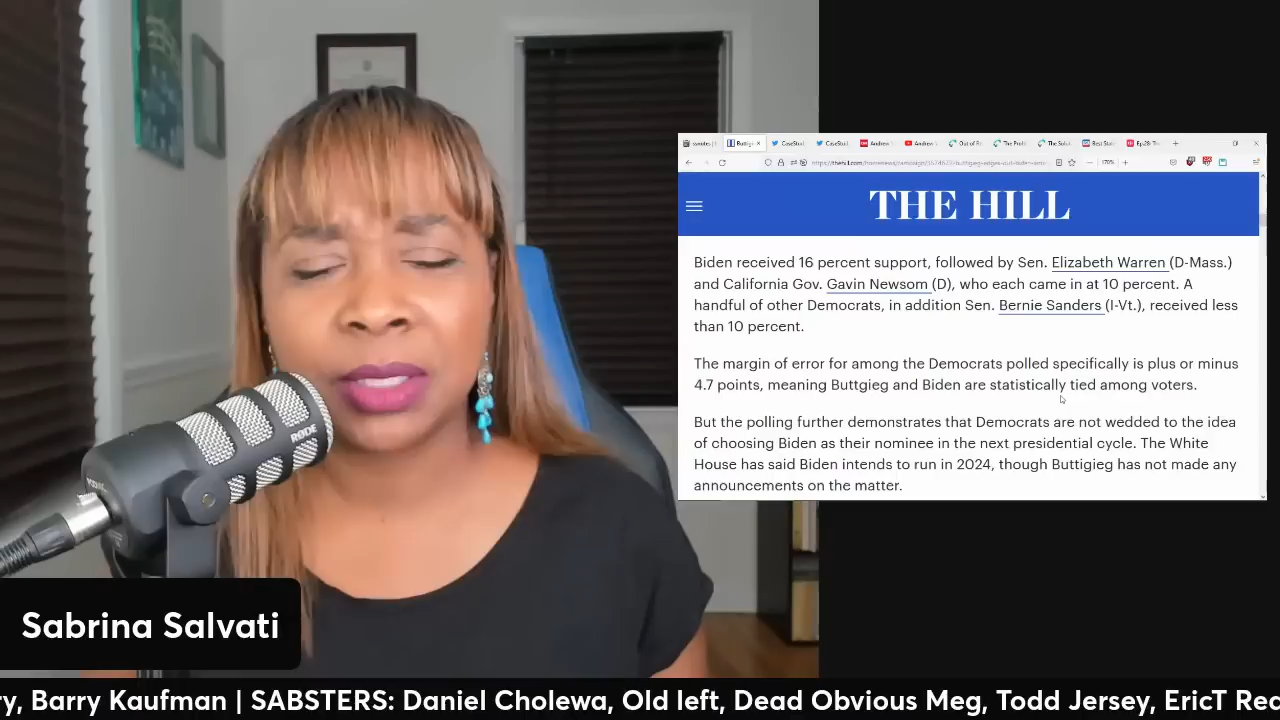 THE HILL
Biden received 16 percent support, followed by Sen. Elizabeth Warren (D-Mass.)
and California Gov. Gavin Newsom (D), who each came in at 10 percent. A
handful of other Democrats, in addition Sen. Bernie Sanders (I-Vt.), received less
than 10 percent.
The margin of error for among the Democrats polled specifically is plus or minus
4.7 points, meaning Buttgieg and Biden are statistically tied among voters.
But the polling further demonstrates that Democrats are not wedded to the idea
of choosing Biden as their nominee in the next presidential cycle. The White
House has said Biden intends to run in 2024, though Buttigieg has not made any
announcements on the matter.
RØDE
Sabrina Salvati
ry, Barry Kaufman | SABSTERS: Daniel Cholewa, Old left, Dead Obvious Meg, Todd Jersey, EricT Rec